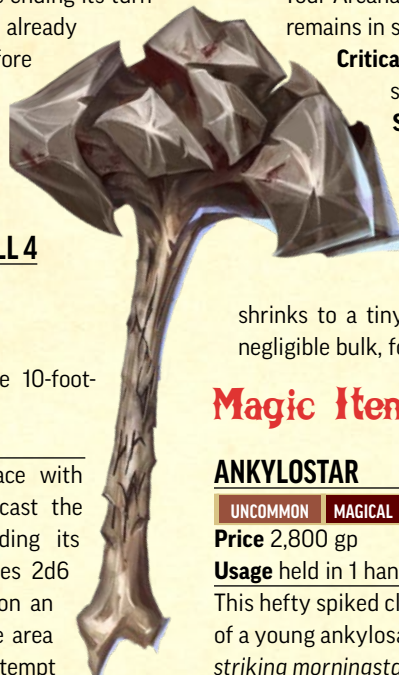 ending its turn
already
fore
LL 4
e 10-foot-
ace with
cast the
ding its
es 2d6
on an
e area
tempt
Your Arcana
remains in s
Critica
s
S
shrinks to a tiny
negligible bulk, fo
Magic Iten
ANKYLOSTAR
UNCOMMON MAGICAL
Price 2,800 gp
Usage held in 1 han
This hefty spiked cl
of a young ankylosa
striking morningsta